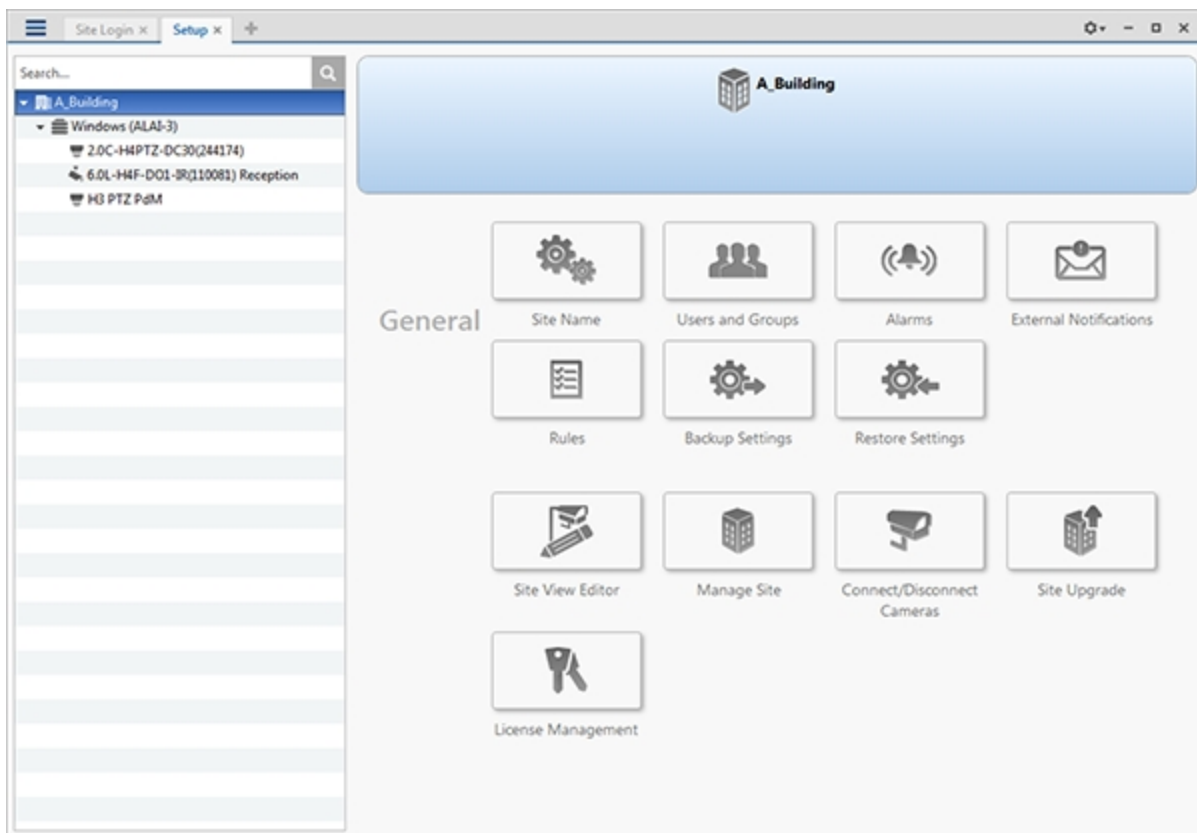 Site Login ×
Setup ×
Search...
A_Building
Windows (ALAI-3)
2.0C-H4PTZ-DC30(244174)
6.0L-H4F-DO1-IR(110081) Reception
H3 PTZ PdM
A_Building
General
Site Name
Users and Groups
Alarms
External Notifications
Rules
Backup Settings
Restore Settings
Site View Editor
Manage Site
Connect/Disconnect
Cameras
Site Upgrade
License Management